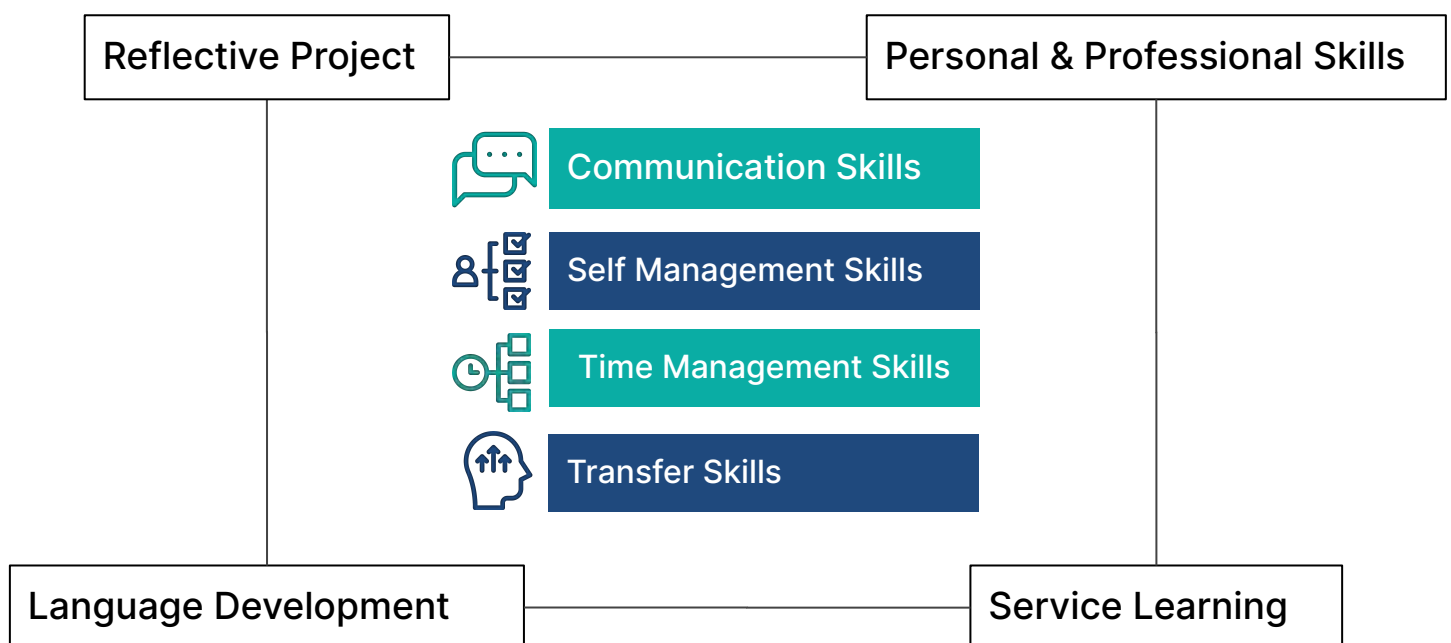 Reflective Project
Personal & Professional Skills
Communication Skills
Self Management Skills
Time Management Skills
Transfer Skills
Language Development
Service Learning